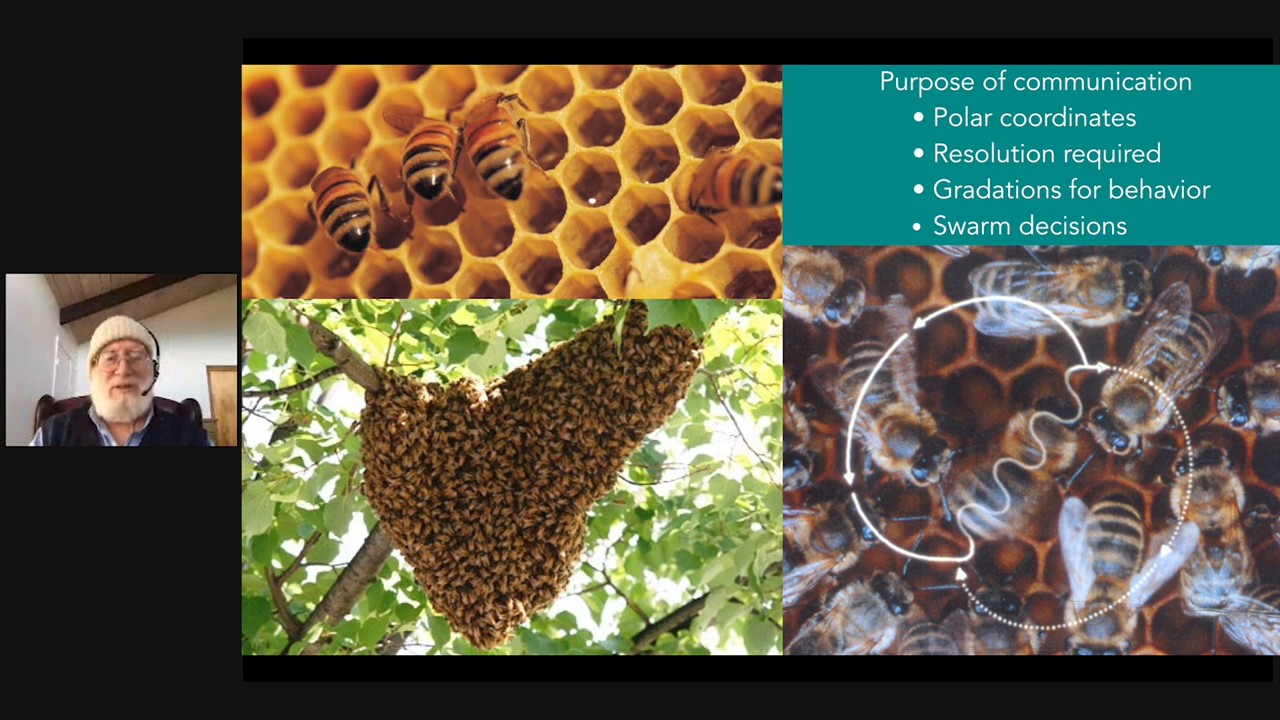 Purpose of communication
• Polar coordinates
• Resolution required
• Gradations for behavior
• Swarm decisions